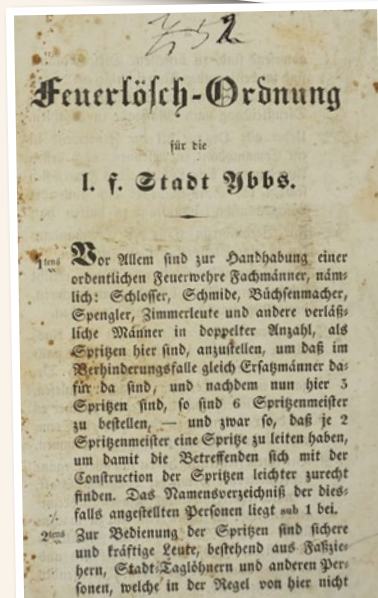 Feuerlösch-Ordnung
für die
l. f. Stadt Ybbs.
1tens Vor Allem sind zur Handhabung einer
ordentlichen Feuerwehre Fachmänner, näm-
lich: Schlosser, Schmide, Büchsenmacher,
Spengler, Zimmerleute und andere verläß-
liche Männer in doppelter Anzahl, als
Spritzen hier sind, anzustellen, um daß im
Verhinderungsfalle gleich Ersatzmänner da-
für da sind, und nachdem nun hier 3
Spritzen sind, so sind 6 Spritzenmeister
zu bestellen, — und zwar so, daß je 2
Spritzenmeister eine Spritze zu leiten haben,
um damit die Betreffenden sich mit der
Construction der Spritzen leichter zurecht
finden. Das Namensverzeichniß der dies-
falls angestellten Personen liegt sub 1 bei.
2tens Zur Bedienung der Spritzen sind sichere
und kräftige Leute, bestehend aus Faßzie-
hern, Stadt-Taglöhnern und anderen Per-
sonen, welche in der Regel von hier nicht